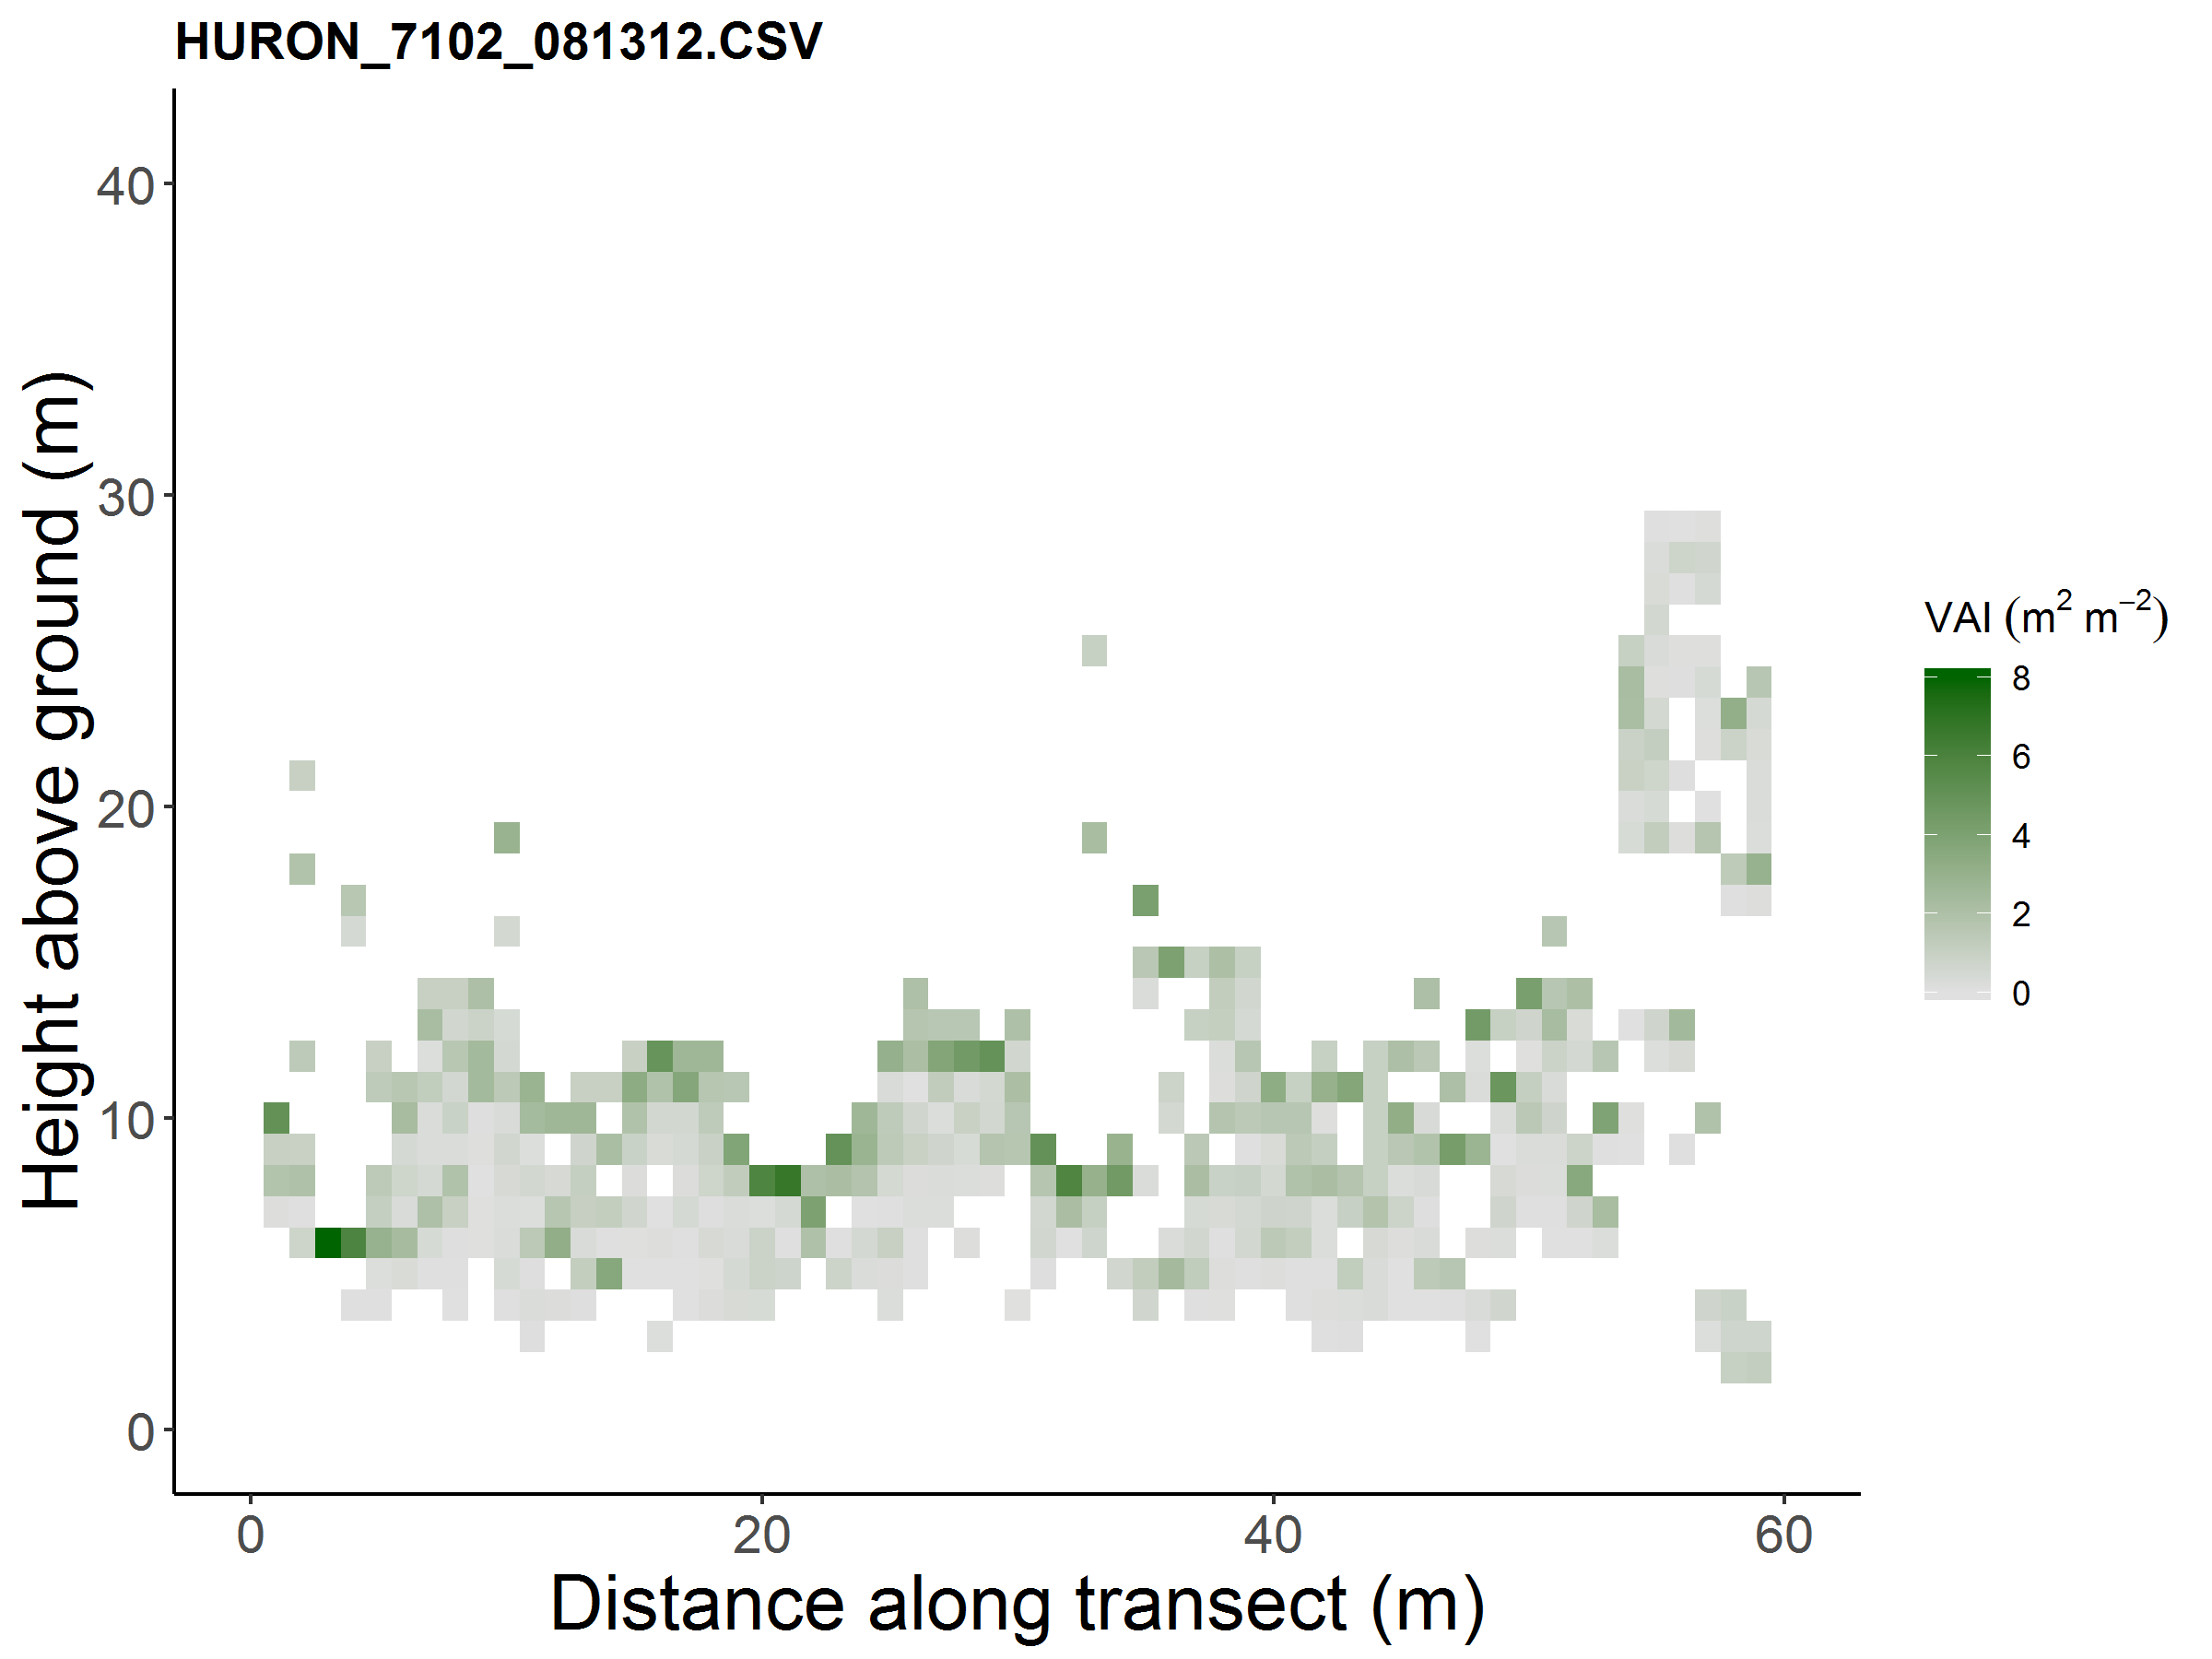 HURON_7102_081312.CSV
Height above ground (m)
40
30
20
10
0
0 20 40 60
Distance along transect (m)
VAI (m² m⁻²)
8
6
4
2
0